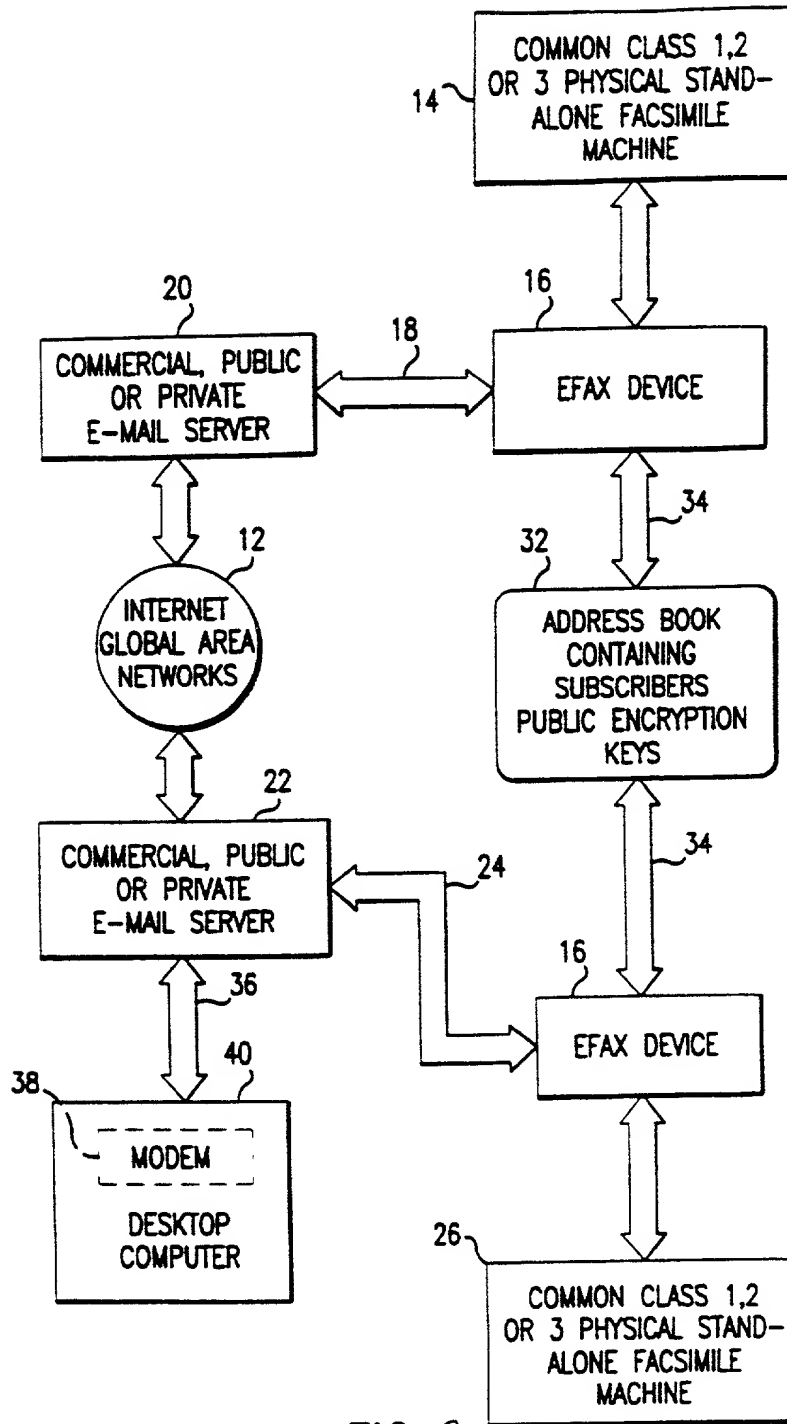 COMMON CLASS 1,2
OR 3 PHYSICAL STAND-
ALONE FACSIMILE
MACHINE
14
16
EFAX DEVICE
20
COMMERCIAL, PUBLIC
OR PRIVATE
E-MAIL SERVER
18
34
12
INTERNET
GLOBAL AREA
NETWORKS
32
ADDRESS BOOK
CONTAINING
SUBSCRIBERS
PUBLIC ENCRYPTION
KEYS
22
COMMERCIAL, PUBLIC
OR PRIVATE
E-MAIL SERVER
24
34
36
16
EFAX DEVICE
38
40
MODEM
DESKTOP
COMPUTER
26
COMMON CLASS 1,2
OR 3 PHYSICAL STAND-
ALONE FACSIMILE
MACHINE